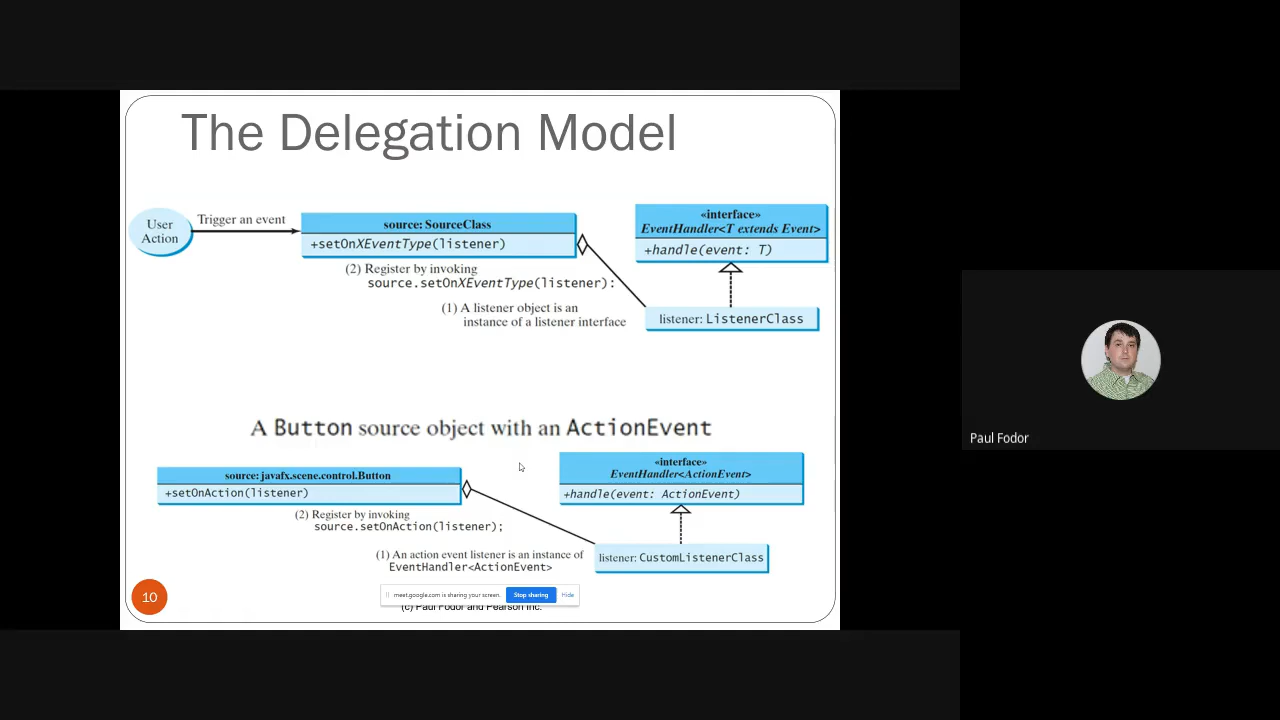 The Delegation Model
User
Action
Trigger an event
source: SourceClass
+setOnXEventType(listener)
(2) Register by invoking
source.setOnXEventType(listener):
(1) A listener object is an
instance of a listener interface
«interface»
EventHandler<T extends Event>
+handle(event: T)
listener: ListenerClass
A Button source object with an ActionEvent
source: javafx.scene.control.Button
+setOnAction(listener)
(2) Register by invoking
source.setOnAction(listener);
(1) An action event listener is an instance of
EventHandler<ActionEvent>
«interface»
EventHandler<ActionEvent>
+handle(event: ActionEvent)
listener: CustomListenerClass
10
meet.google.com is sharing your screen.
Stop sharing
Hide
(c) Paul Fodor and Pearson Inc.
Paul Fodor